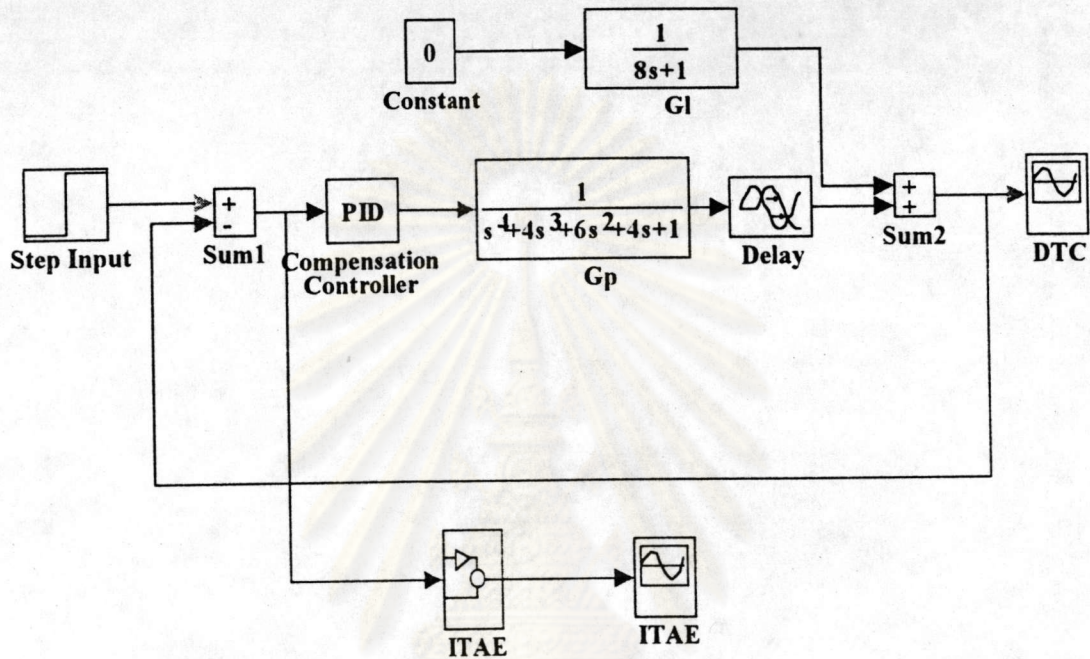 0
Constant
1
8s+1
Gl
Step Input
+
-
Sum1
PID
Compensation
Controller
1
s^4+4s^3+6s^2+4s+1
Gp
Delay
+
+
Sum2
DTC
ITAE
ITAE